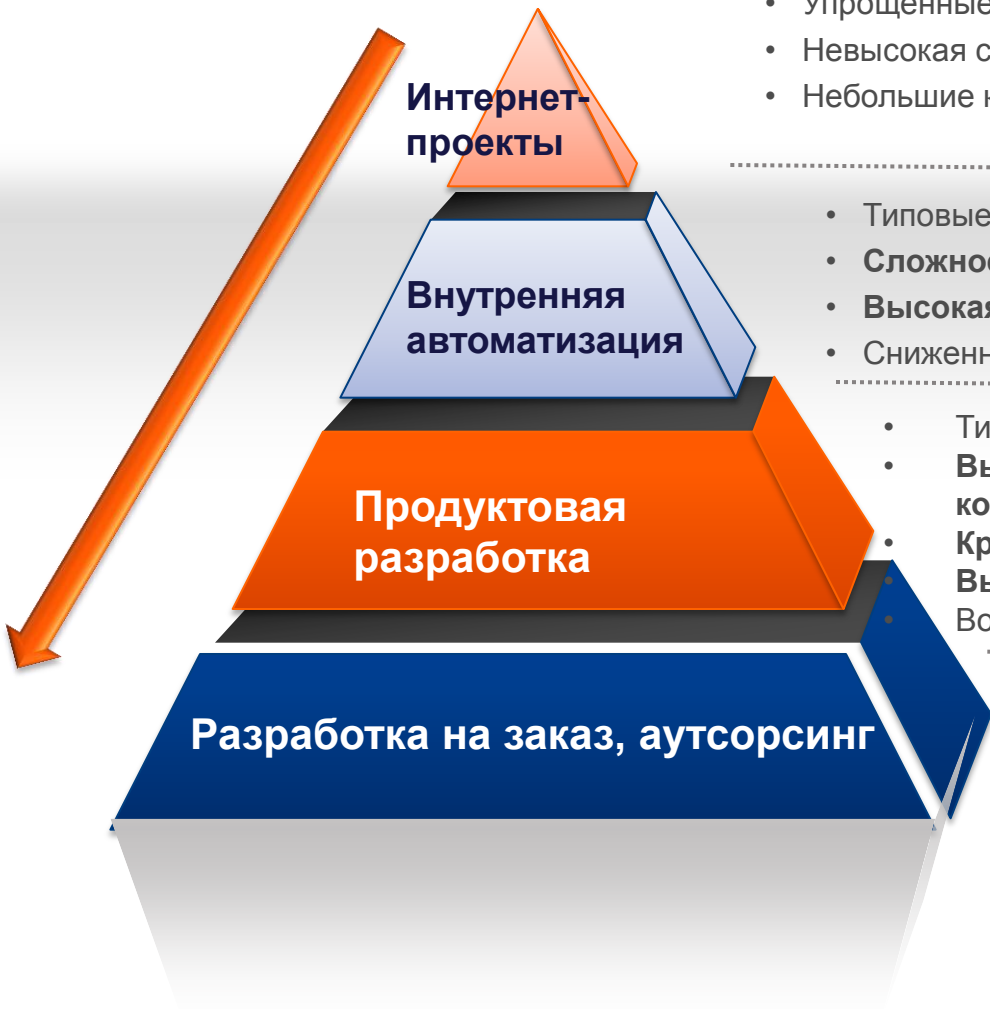 • Упрощенные
• Невысокая с
• Небольшие н
Интернет-
проекты
• Типовые
• Сложнос
• Высокая
• Снижен
Внутренняя
автоматизация
• Ти
• Вы
ко
• Кр
• Вы
• Во
Продуктовая
разработка
Разработка на заказ, аутсорсинг